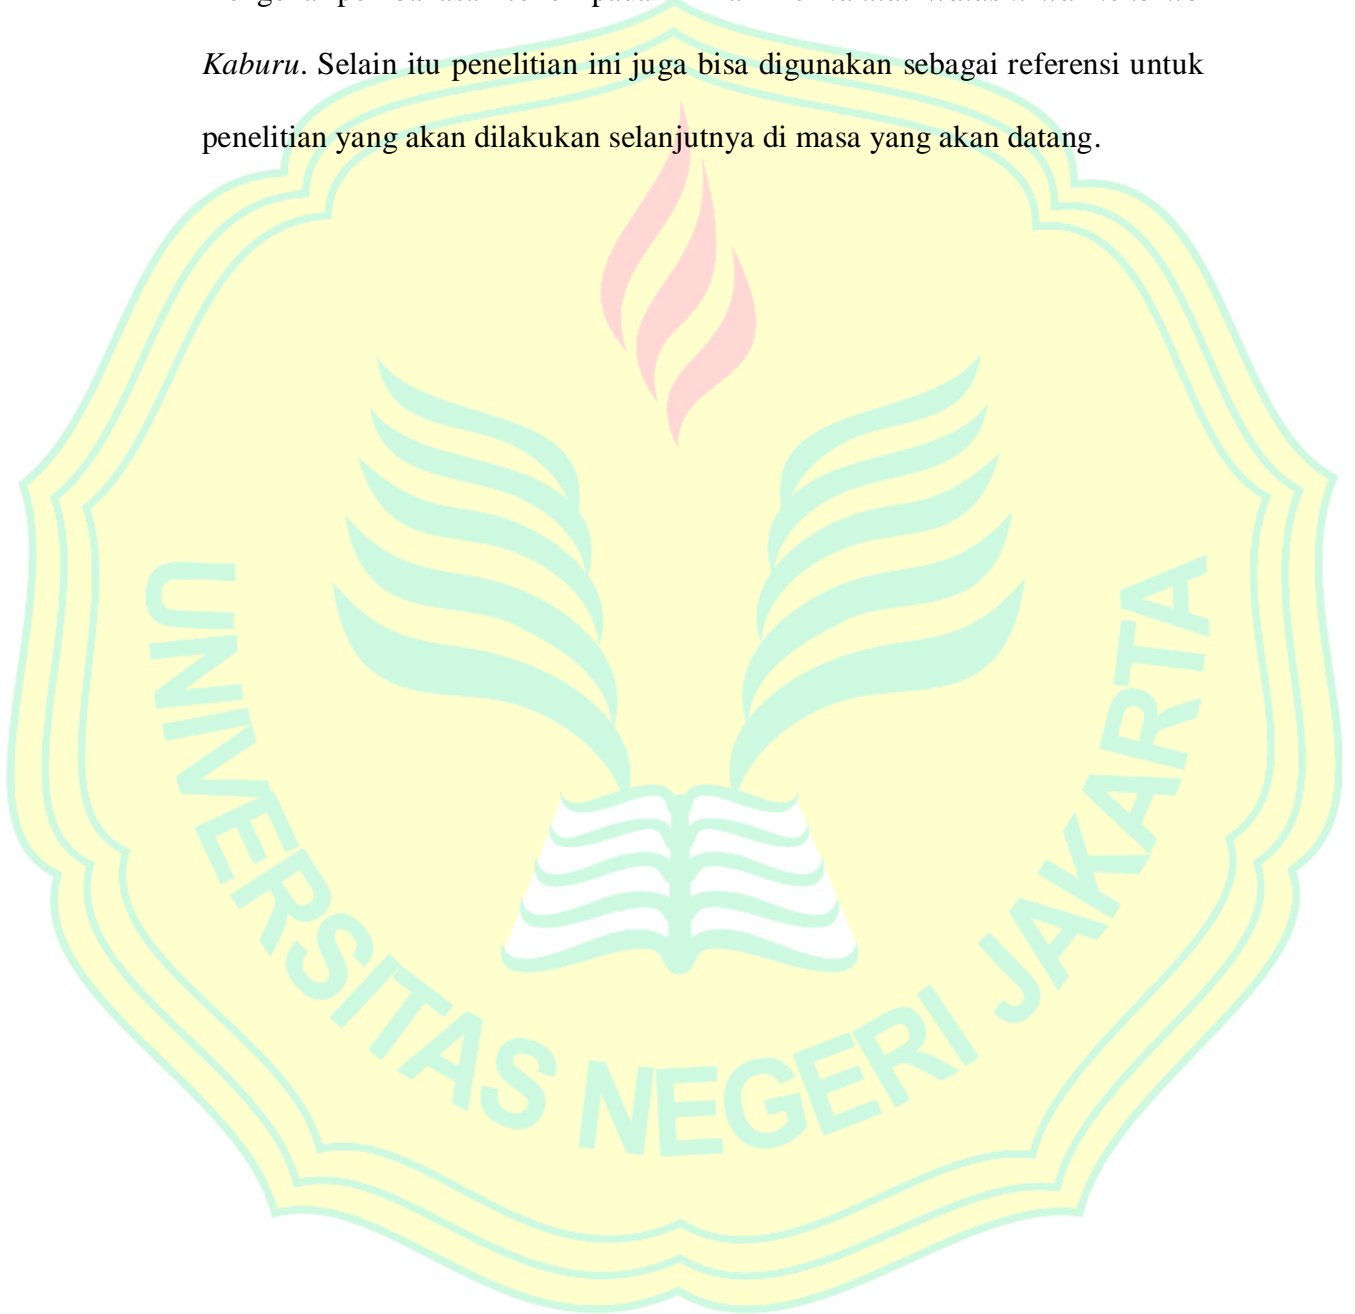 Kaburu. Selain itu penelitian ini juga bisa digunakan sebagai referensi untuk
penelitian yang akan dilakukan selanjutnya di masa yang akan datang.
UNIVERSITAS NEGERI JAKARTA